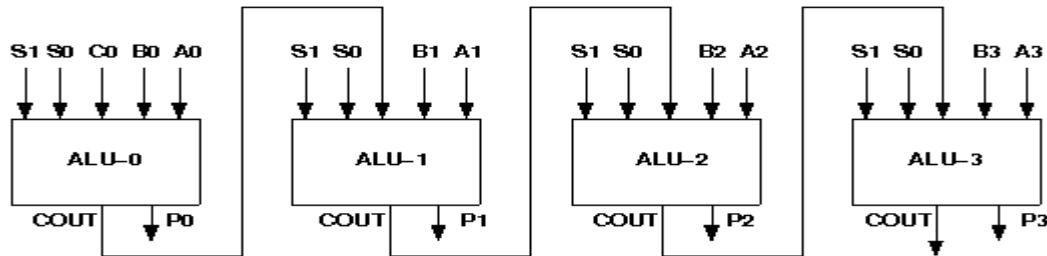 S1 S0 C0 B0 A0 S1 S0 B1 A1 S1 S0 B2 A2 S1 S0 B3 A3
ALU-0 ALU-1 ALU-2 ALU-3
COUT P0 COUT P1 COUT P2 COUT P3